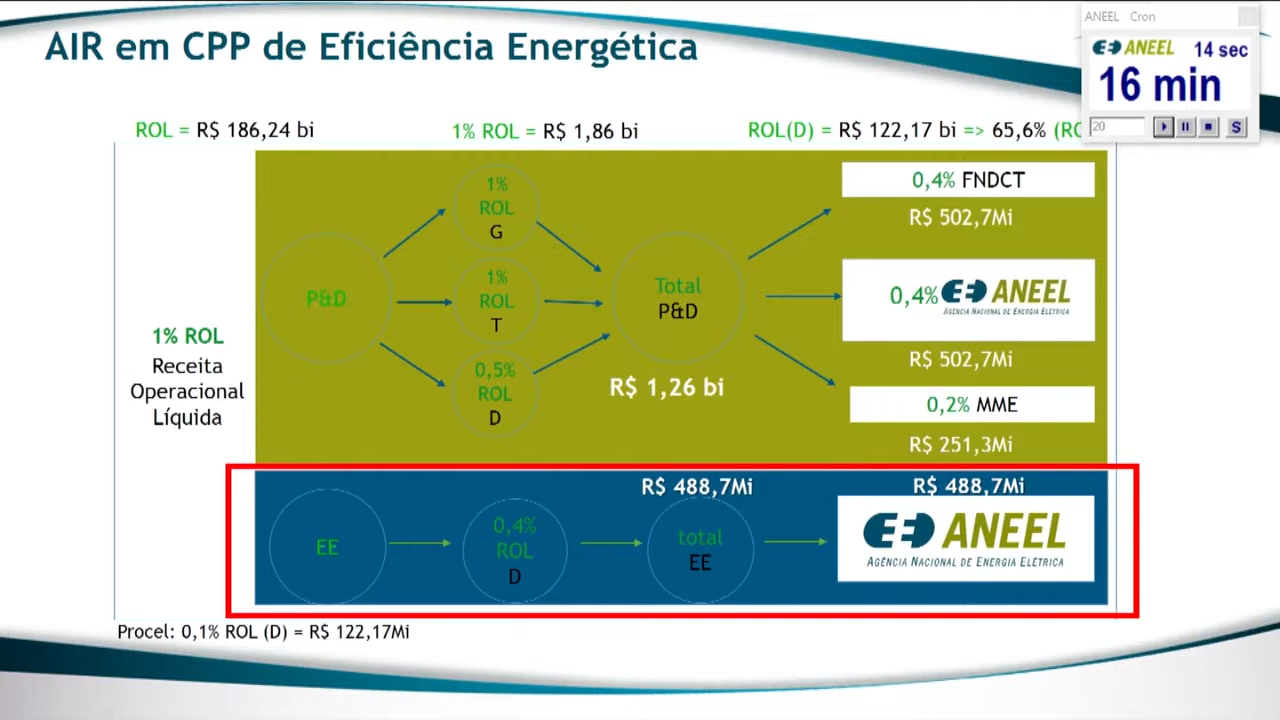 AIR em CPP de Eficiência Energética
ANEEL Cron
ANEEL 14 sec
16 min
20
S
ROL = R$ 186,24 bi
1% ROL = R$ 1,86 bi
ROL(D) = R$ 122,17 bi => 65,6%
1% ROL
Receita
Operacional
Líquida
P&D
1%
ROL
G
1%
ROL
T
0,5%
ROL
D
Total
P&D
R$ 1,26 bi
0,4% FNDCT
R$ 502,7Mi
0,4% ANEEL
AGÊNCIA NACIONAL DE ENERGIA ELÉTRICA
R$ 502,7Mi
0,2% MME
R$ 251,3Mi
EE
0,4%
ROL
D
R$ 488,7Mi
total
EE
R$ 488,7Mi
ANEEL
AGÊNCIA NACIONAL DE ENERGIA ELÉTRICA
Procel: 0,1% ROL (D) = R$ 122,17Mi